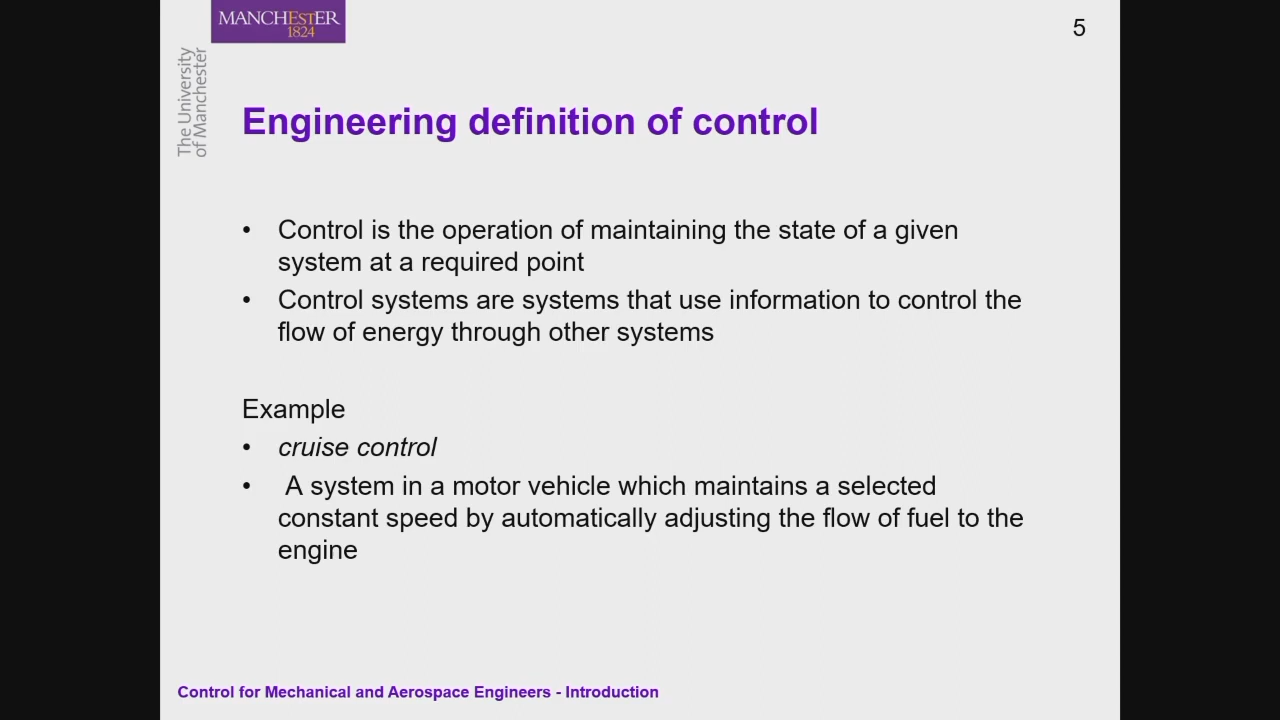 MANCHESTER
1824
The University
of Manchester
5
Engineering definition of control
• Control is the operation of maintaining the state of a given
system at a required point
• Control systems are systems that use information to control the
flow of energy through other systems
Example
• cruise control
• A system in a motor vehicle which maintains a selected
constant speed by automatically adjusting the flow of fuel to the
engine
Control for Mechanical and Aerospace Engineers - Introduction